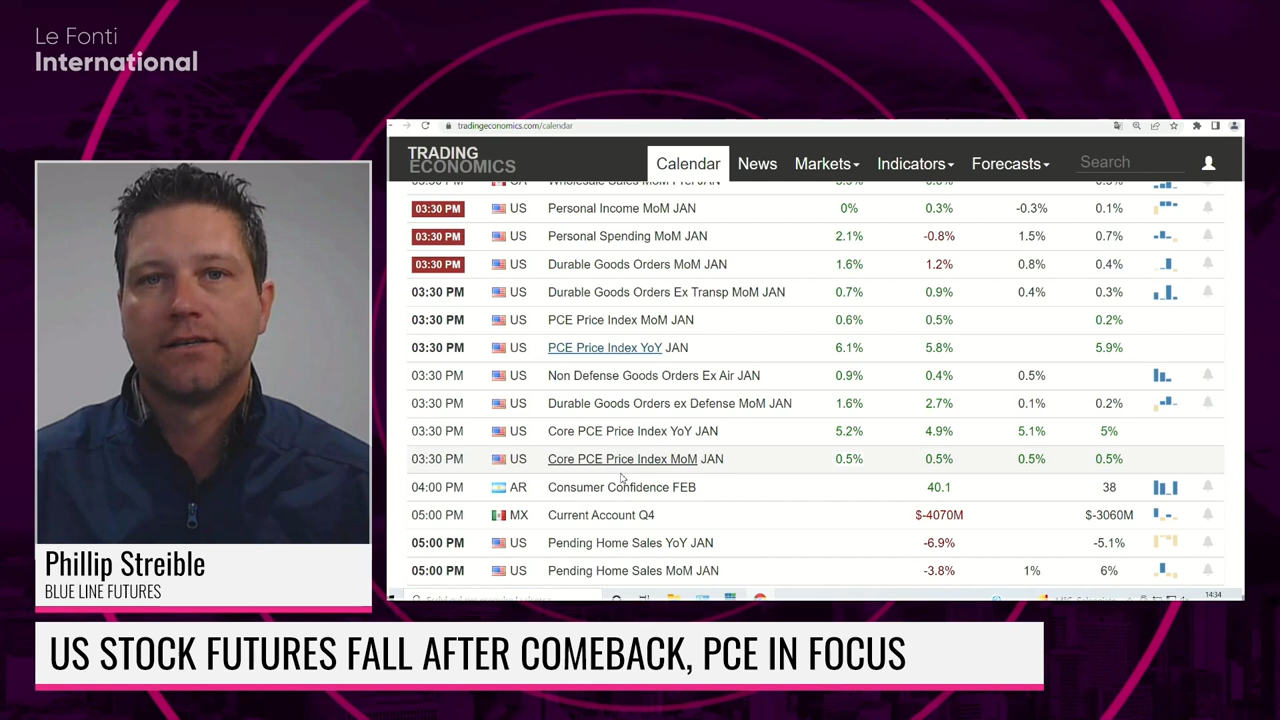 Le Fonti
International
tradingeconomics.com/calendar
TRADING
ECONOMICS
Calendar News Markets Indicators Forecasts Search
03:30 PM US Personal Income MoM JAN 0% 0.3% -0.3% 0.1%
03:30 PM US Personal Spending MoM JAN 2.1% -0.8% 1.5% 0.7%
03:30 PM US Durable Goods Orders MoM JAN 1.6% 1.2% 0.8% 0.4%
03:30 PM US Durable Goods Orders Ex Transp MoM JAN 0.7% 0.9% 0.4% 0.3%
03:30 PM US PCE Price Index MoM JAN 0.6% 0.5% 0.2%
03:30 PM US PCE Price Index YoY JAN 6.1% 5.8% 5.9%
03:30 PM US Non Defense Goods Orders Ex Air JAN 0.9% 0.4% 0.5%
03:30 PM US Durable Goods Orders ex Defense MoM JAN 1.6% 2.7% 0.1% 0.2%
03:30 PM US Core PCE Price Index YoY JAN 5.2% 4.9% 5.1% 5%
03:30 PM US Core PCE Price Index MoM JAN 0.5% 0.5% 0.5% 0.5%
04:00 PM AR Consumer Confidence FEB 40.1 38
05:00 PM MX Current Account Q4 $-4070M $-3060M
05:00 PM US Pending Home Sales YoY JAN -6.9% -5.1%
05:00 PM US Pending Home Sales MoM JAN -3.8% 1% 6%
14:34
Phillip Streible
BLUE LINE FUTURES
US STOCK FUTURES FALL AFTER COMEBACK, PCE IN FOCUS